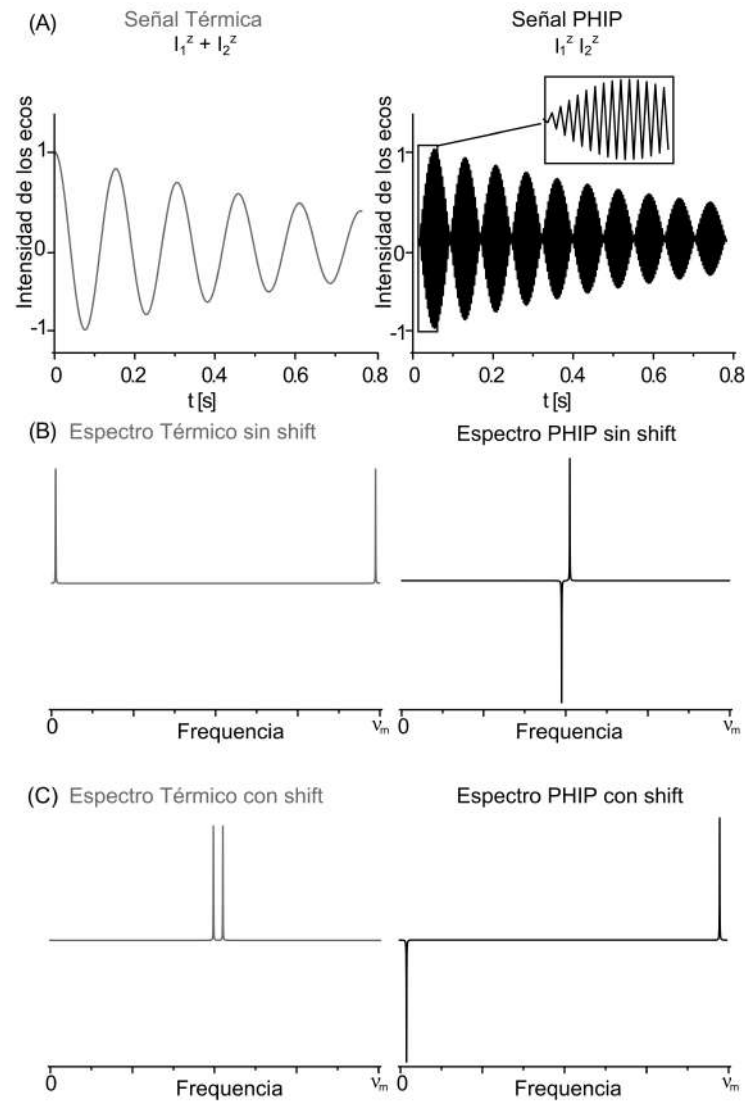 (A) Señal Térmica
I₁ᶻ + I₂ᶻ
Señal PHIP
I₁ᶻ I₂ᶻ
Intensidad de los ecos
1
0
-1
0 0.2 0.4 0.6 0.8
t [s]
Intensidad de los ecos
1
0
-1
0 0.2 0.4 0.6 0.8
t [s]
(B) Espectro Térmico sin shift
Espectro PHIP sin shift
0 Frequencia νₘ
0 Frequencia νₘ
(C) Espectro Térmico con shift
Espectro PHIP con shift
0 Frequencia νₘ
0 Frequencia νₘ